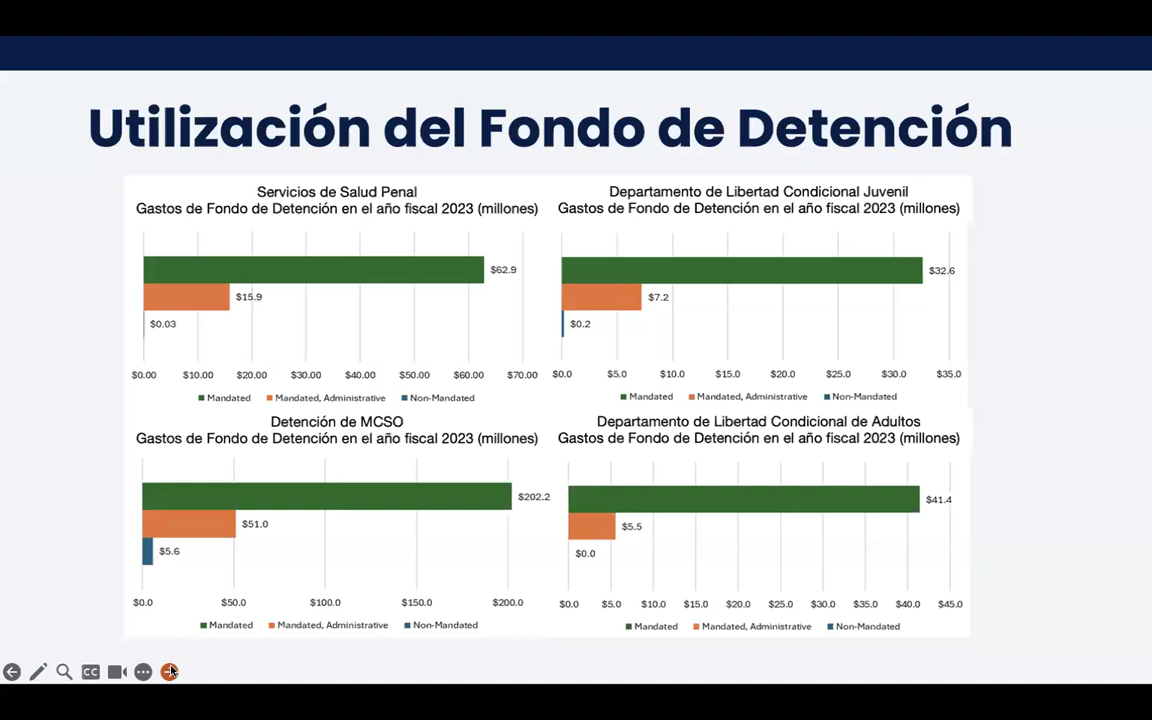 Utilización del Fondo de Detención
Servicios de Salud Penal
Gastos de Fondo de Detención en el año fiscal 2023 (millones)
$62.9
$15.9
$0.03
$0.00 $10.00 $20.00 $30.00 $40.00 $50.00 $60.00 $70.00
Mandated Mandated, Administrative Non-Mandated
Departamento de Libertad Condicional Juvenil
Gastos de Fondo de Detención en el año fiscal 2023 (millones)
$32.6
$7.2
$0.2
$0.0 $5.0 $10.0 $15.0 $20.0 $25.0 $30.0 $35.0
Mandated Mandated, Administrative Non-Mandated
Detención de MCSO
Gastos de Fondo de Detención en el año fiscal 2023 (millones)
$202.2
$51.0
$5.6
$0.0 $50.0 $100.0 $150.0 $200.0
Mandated Mandated, Administrative Non-Mandated
Departamento de Libertad Condicional de Adultos
Gastos de Fondo de Detención en el año fiscal 2023 (millones)
$41.4
$5.5
$0.0
$0.0 $5.0 $10.0 $15.0 $20.0 $25.0 $30.0 $35.0 $40.0 $45.0
Mandated Mandated, Administrative Non-Mandated
CC